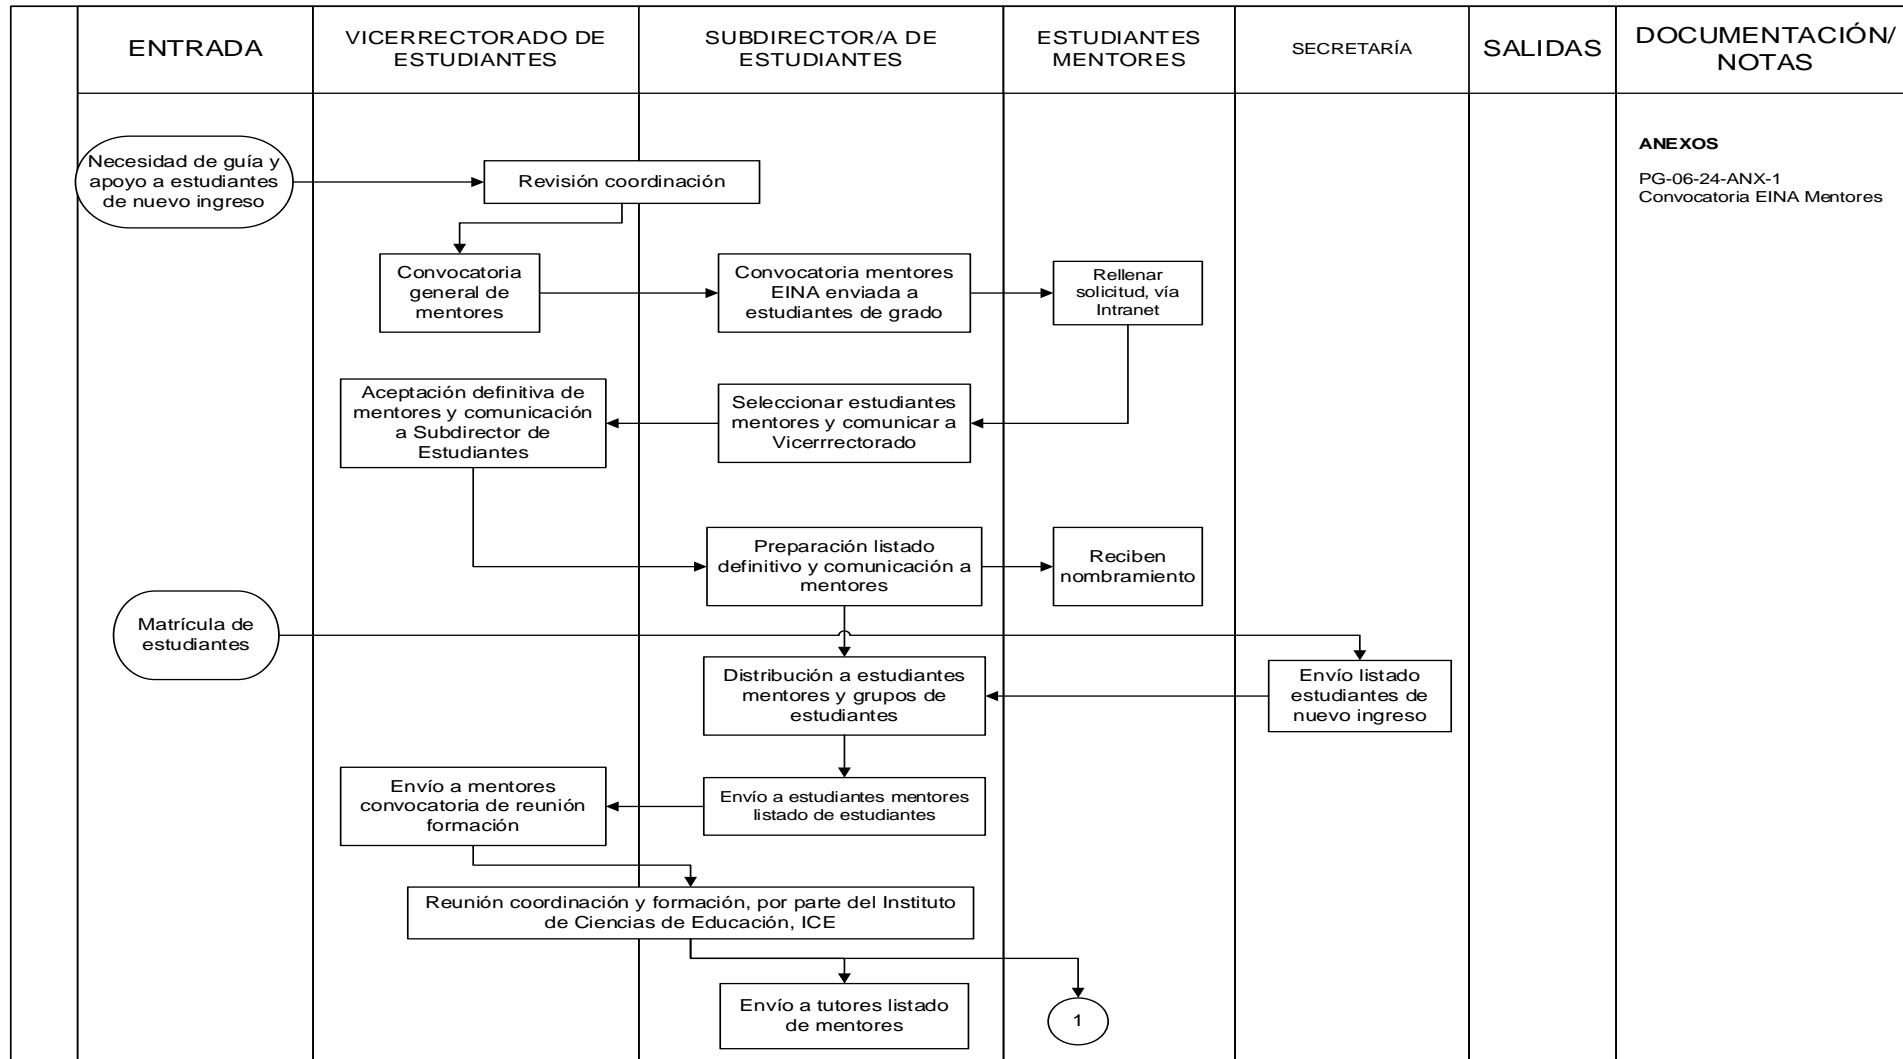 ENTRADA
VICERRECTORADO DE
ESTUDIANTES
SUBDIRECTOR/A DE
ESTUDIANTES
ESTUDIANTES
MENTORES
SECRETARÍA
SALIDAS
DOCUMENTACIÓN/
NOTAS
Necesidad de guía y
apoyo a estudiantes
de nuevo ingreso
Revisión coordinación
ANEXOS
PG-06-24-ANX-1
Convocatoria EINA Mentores
Convocatoria
general de
mentores
Convocatoria mentores
EINA enviada a
estudiantes de grado
Rellenar
solicitud, vía
Intranet
Aceptación definitiva de
mentores y comunicación
a Subdirector de
Estudiantes
Seleccionar estudiantes
mentores y comunicar a
Vicerrrectorado
Preparación listado
definitivo y comunicación a
mentores
Reciben
nombramiento
Matrícula de
estudiantes
Distribución a estudiantes
mentores y grupos de
estudiantes
Envío listado
estudiantes de
nuevo ingreso
Envío a mentores
convocatoria de reunión
formación
Envío a estudiantes mentores
listado de estudiantes
Reunión coordinación y formación, por parte del Instituto
de Ciencias de Educación, ICE
Envío a tutores listado
de mentores
1